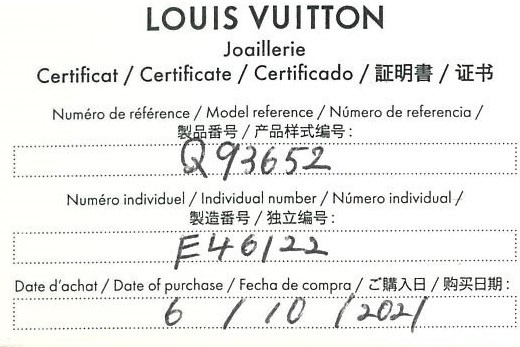 LOUIS VUITTON
Joaillerie
Certificat / Certificate / Certificado / 証明書 / 证书
Numéro de référence / Model reference / Número de referencia /
製品番号 / 产品样式编号:
Q93652
Numéro individuel / Individual number / Número individual /
製造番号 / 独立编号:
E46122
Date d'achat / Date of purchase / Fecha de compra / ご購入日 / 购买日期:
6 / 10 / 2021